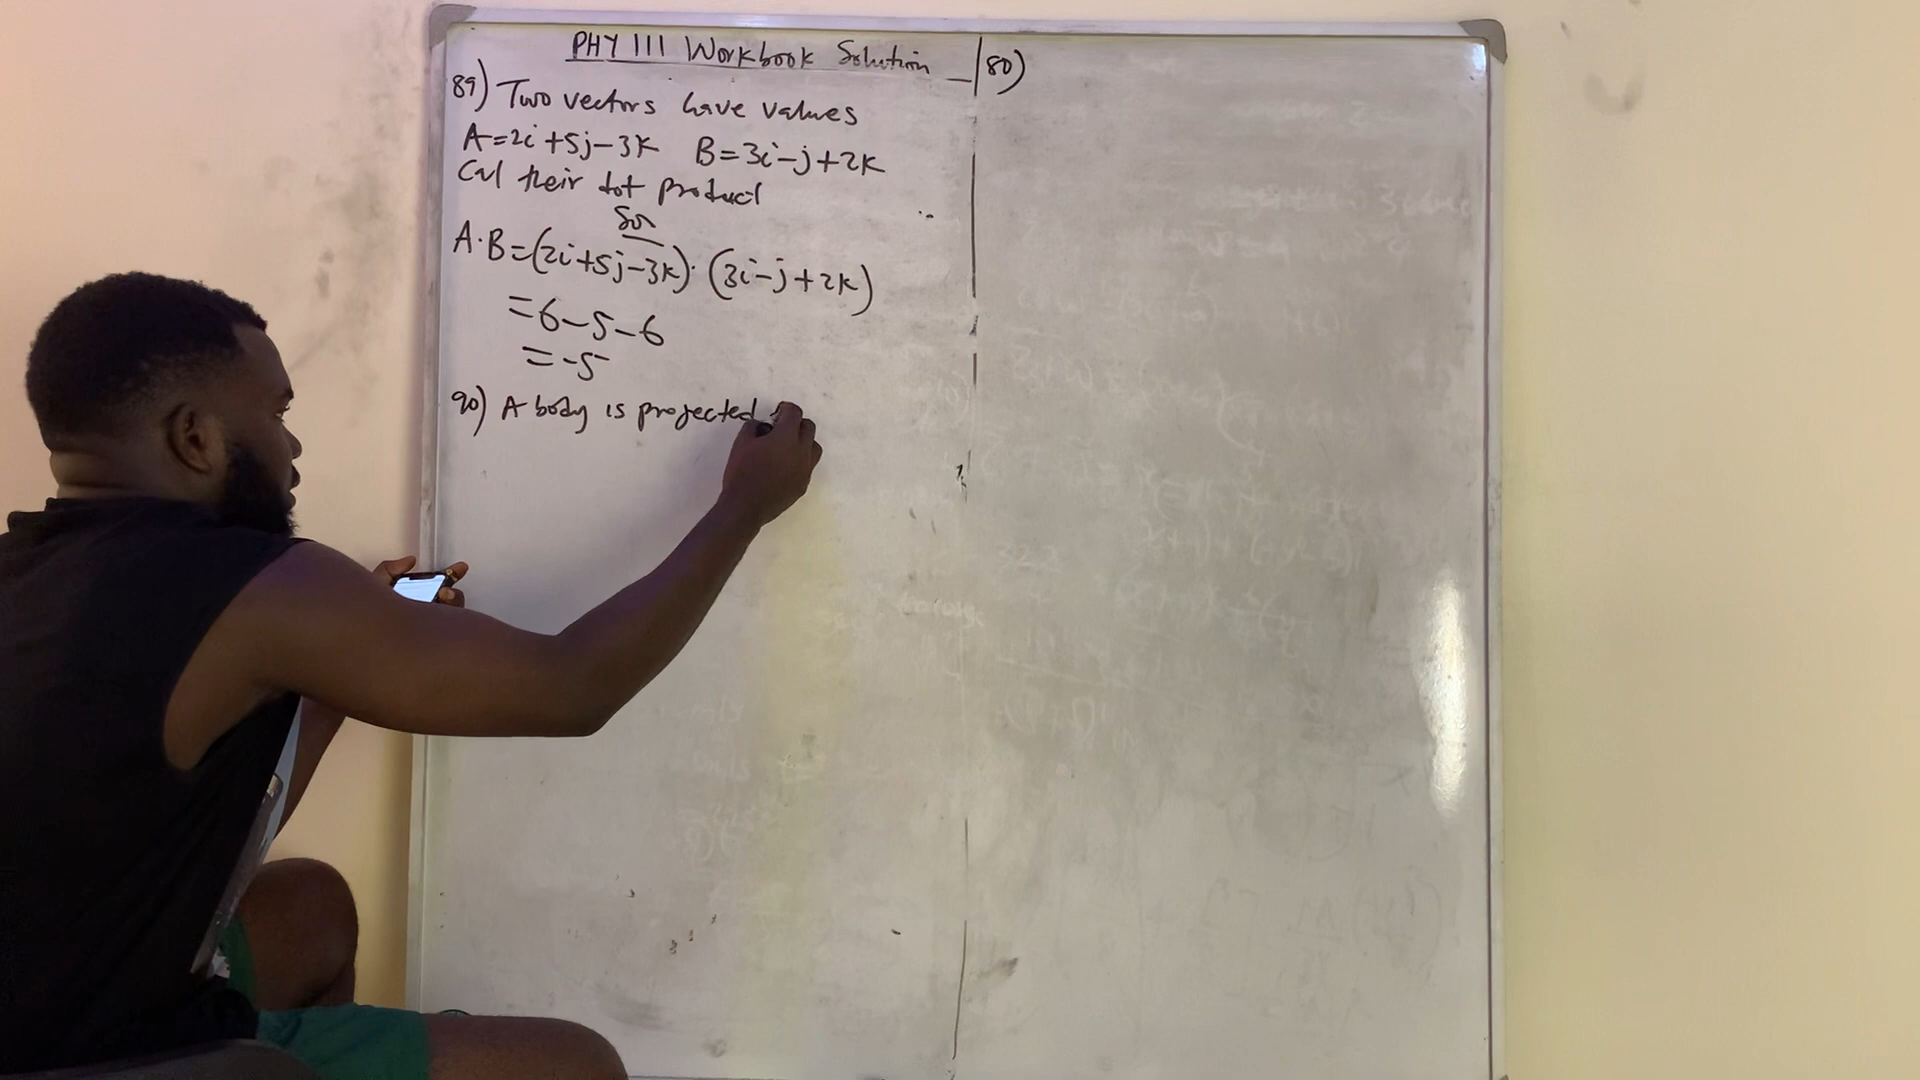 PHY 111 Workbook Solution
89) Two vectors have values
A=2i+5j-3k B=3i-j+2k
Cal their dot product
Sol
A·B=(2i+5j-3k)·(3i-j+2k)
=6-5-6
=-5
90) A body is projected
80)